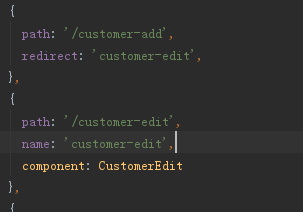 {
path: '/customer-add',
redirect: 'customer-edit',
},
{
path: '/customer-edit',
name: 'customer-edit',
component: CustomerEdit
},
{